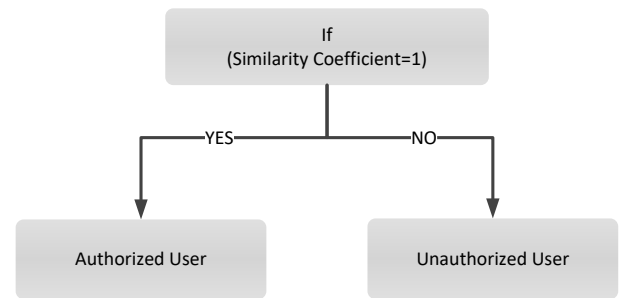 If
(Similarity Coefficient=1)
YES
NO
Authorized User
Unauthorized User